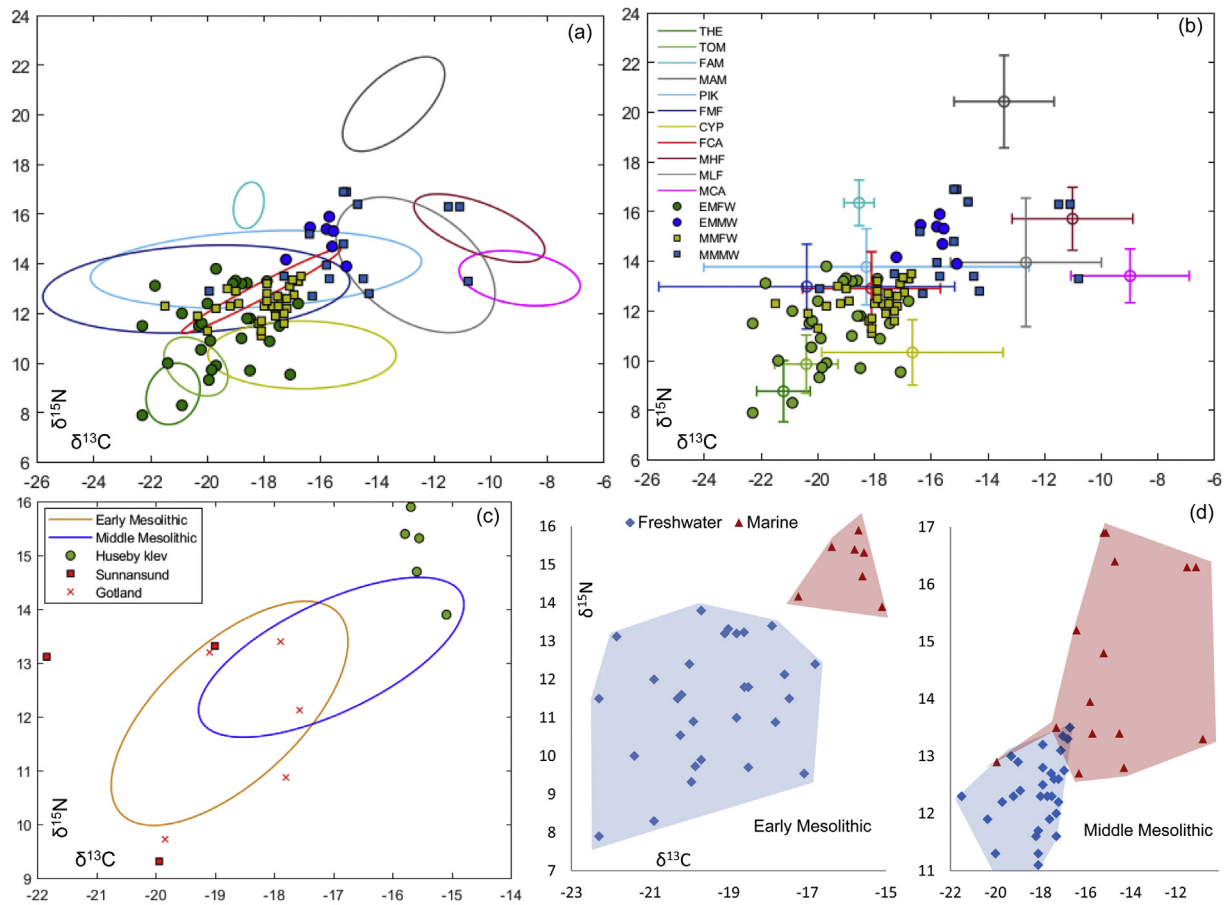 (a)
24
22
20
18
16
14
12
10
8
6
δ15N
δ13C
-26 -24 -22 -20 -18 -16 -14 -12 -10 -8 -6
(b)
24
22
20
18
16
14
12
10
8
6
THE
TOM
FAM
MAM
PIK
FMF
CYP
FCA
MHF
MLF
MCA
EMFW
EMMW
MMFW
MMMW
δ15N
δ13C
-26 -24 -22 -20 -18 -16 -14 -12 -10 -8 -6
(c)
16
15
14
13
12
11
10
9
Early Mesolithic
Middle Mesolithic
Huseby klev
Sunnansund
Gotland
δ15N
δ13C
-22 -21 -20 -19 -18 -17 -16 -15 -14
(d)
Freshwater Marine
16
15
14
13
12
11
10
9
8
7
δ15N
Early Mesolithic
δ13C
-23 -21 -19 -17 -15
17
16
15
14
13
12
11
Middle Mesolithic
-22 -20 -18 -16 -14 -12